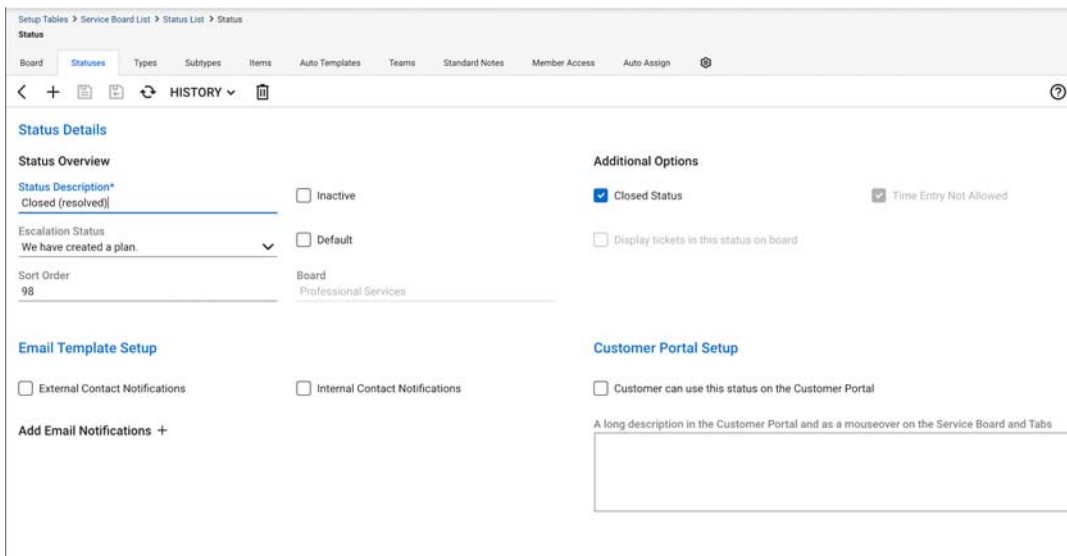 Setup Tables > Service Board List > Status List > Status
Status
Board Statuses Types Subtypes Items Auto Templates Teams Standard Notes Member Access Auto Assign
HISTORY
Status Details
Status Overview
Additional Options
Status Description*
Closed (resolved)
Inactive
Closed Status
Time Entry Not Allowed
Escalation Status
We have created a plan.
Default
Display tickets in this status on board
Sort Order
98
Board
Professional Services
Email Template Setup
Customer Portal Setup
External Contact Notifications
Internal Contact Notifications
Customer can use this status on the Customer Portal
Add Email Notifications +
A long description in the Customer Portal and as a mouseover on the Service Board and Tabs